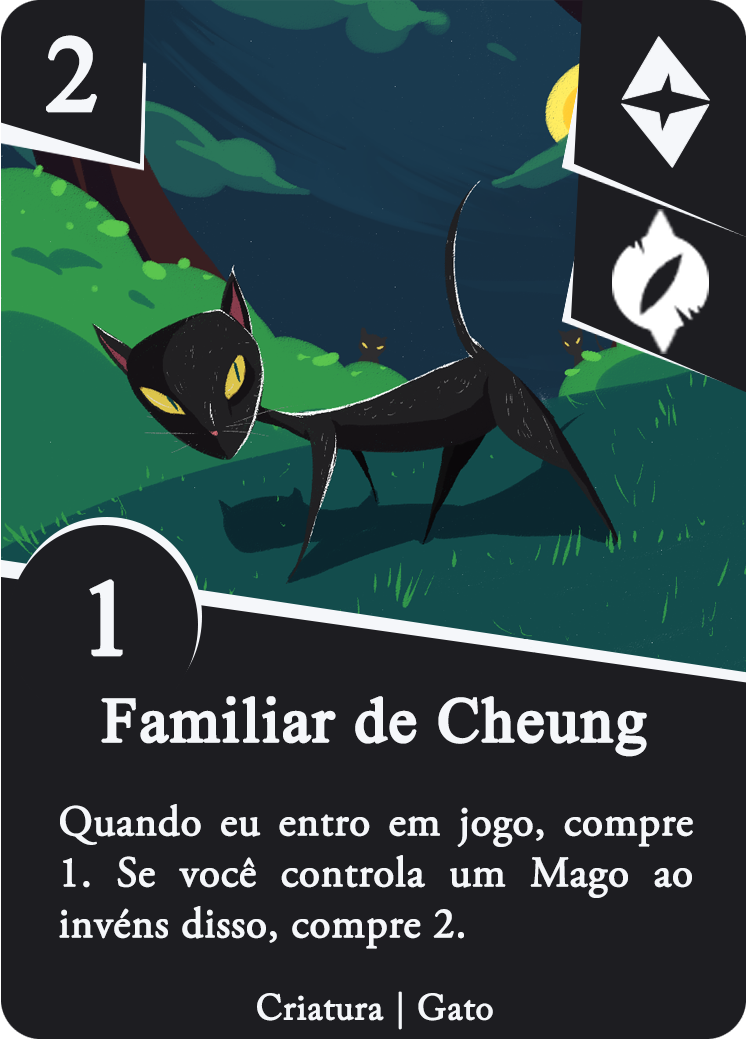 2
1
Familiar de Cheung
Quando eu entro em jogo, compre
1. Se você controla um Mago ao
invéns disso, compre 2.
Criatura | Gato